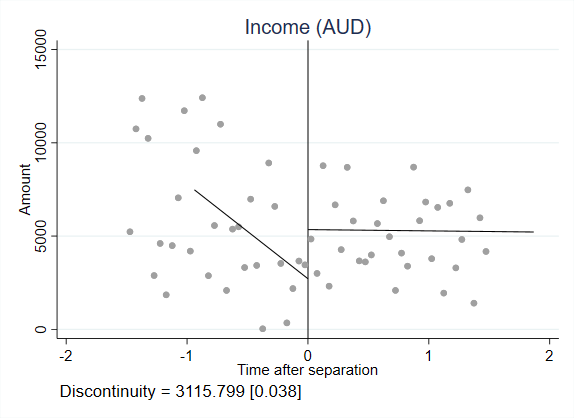 Income (AUD)
15000
10000
5000
0
Amount
-2 -1 0 1 2
Time after separation
Discontinuity = 3115.799 [0.038]